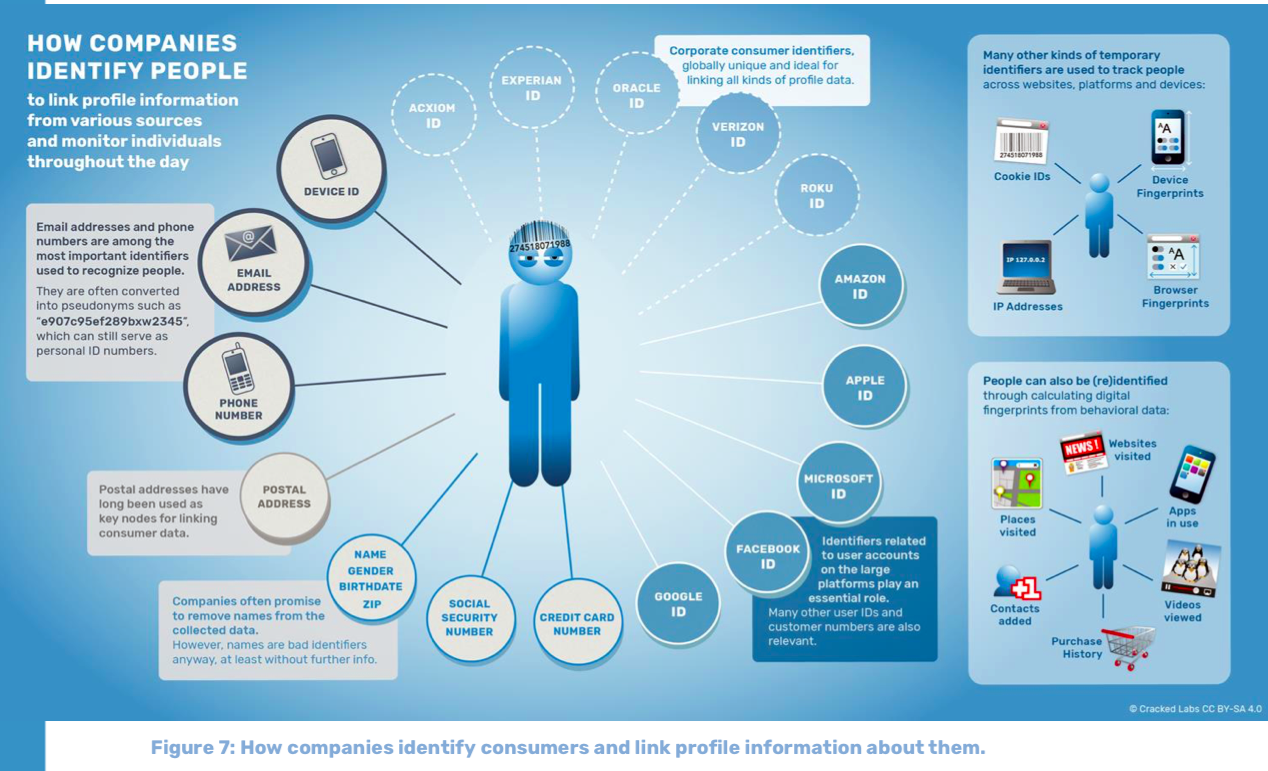 HOW COMPANIES
IDENTIFY PEOPLE
to link profile information
from various sources
and monitor individuals
throughout the day
DEVICE ID
ACXIOM
ID
EXPERIAN
ID
ORACLE
ID
Corporate consumer identifiers,
globally unique and ideal for
linking all kinds of profile data.
VERIZON
ID
ROKU
ID
Email addresses and phone
numbers are among the
most important identifiers
used to recognize people.
They are often converted
into pseudonyms such as
“e907c95ef289bxw2345”,
which can still serve as
personal ID numbers.
@
EMAIL
ADDRESS
PHONE
NUMBER
274518071988
AMAZON
ID
APPLE
ID
MICROSOFT
ID
FACEBOOK
ID
GOOGLE
ID
Identifiers related
to user accounts
on the large
platforms play an
essential role.
Many other user IDs and
customer numbers are also
relevant.
Postal addresses have
long been used as
key nodes for linking
consumer data.
POSTAL
ADDRESS
Companies often promise
to remove names from the
collected data.
However, names are bad identifiers
anyway, at least without further info.
NAME
GENDER
BIRTHDATE
ZIP
SOCIAL
SECURITY
NUMBER
CREDIT CARD
NUMBER
Many other kinds of temporary
identifiers are used to track people
across websites, platforms and devices:
274518071988
Cookie IDs
AA
Device
Fingerprints
IP 127.0.0.2
IP Addresses
AA
Browser
Fingerprints
People can also be (re)identified
through calculating digital
fingerprints from behavioral data:
NEWS!
Websites
visited
Places
visited
Apps
in use
+1
Contacts
added
Videos
viewed
Purchase
History
© Cracked Labs CC BY-SA 4.0
Figure 7: How companies identify consumers and link profile information about them.